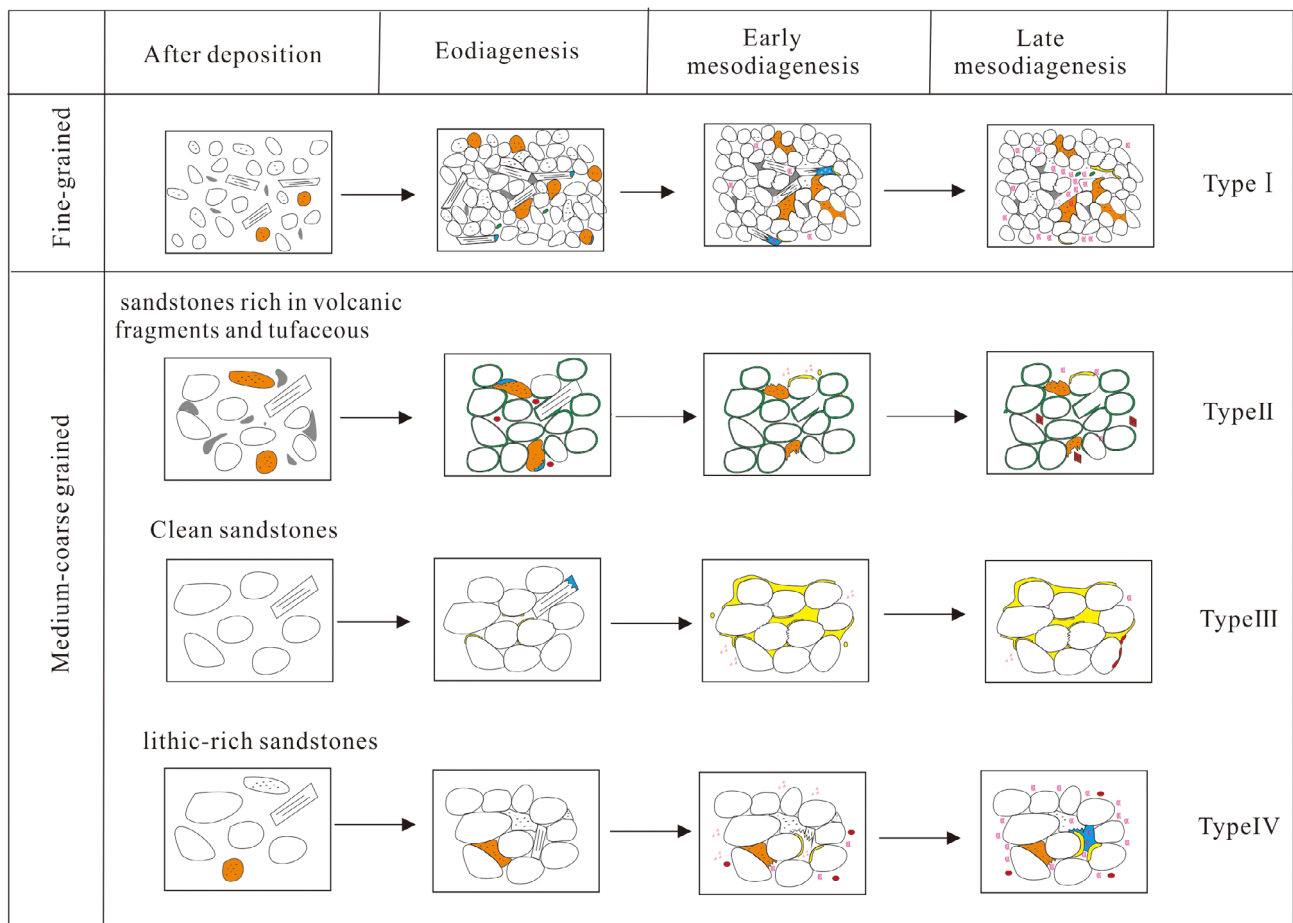 After deposition
Eodiagenesis
Early
mesodiagenesis
Late
mesodiagenesis
Fine-grained
Type Ⅰ
Medium-coarse grained
sandstones rich in volcanic
fragments and tufaceous
TypeⅡ
Clean sandstones
TypeⅢ
lithic-rich sandstones
TypeⅣ